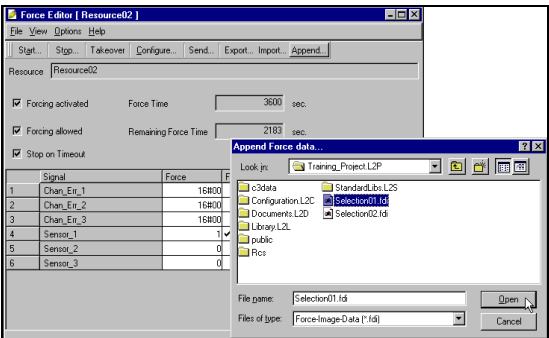 Force Editor [ Resource02 ]
File View Options Help
Start... Stop... Takeover Configure... Send... Export... Import... Append...
Resource Resource02
Forcing activated Force Time 3600 sec.
Forcing allowed Remaining Force Time 2183 sec.
Stop on Timeout
Signal Force F
1 Chan_Err_1 16#00
2 Chan_Err_2 16#00
3 Chan_Err_3 16#00
4 Sensor_1 1
5 Sensor_2 0
6 Sensor_3 0
Append Force data...
Look in: Training_Project.L2P
c3data StandardLibs.L2S
Configuration.L2C Selection01.fdi
Documents.L2D Selection02.fdi
Library.L2L
public
Rcs
File name: Selection01.fdi Open
Files of type: Force-Image-Data (*.fdi) Cancel